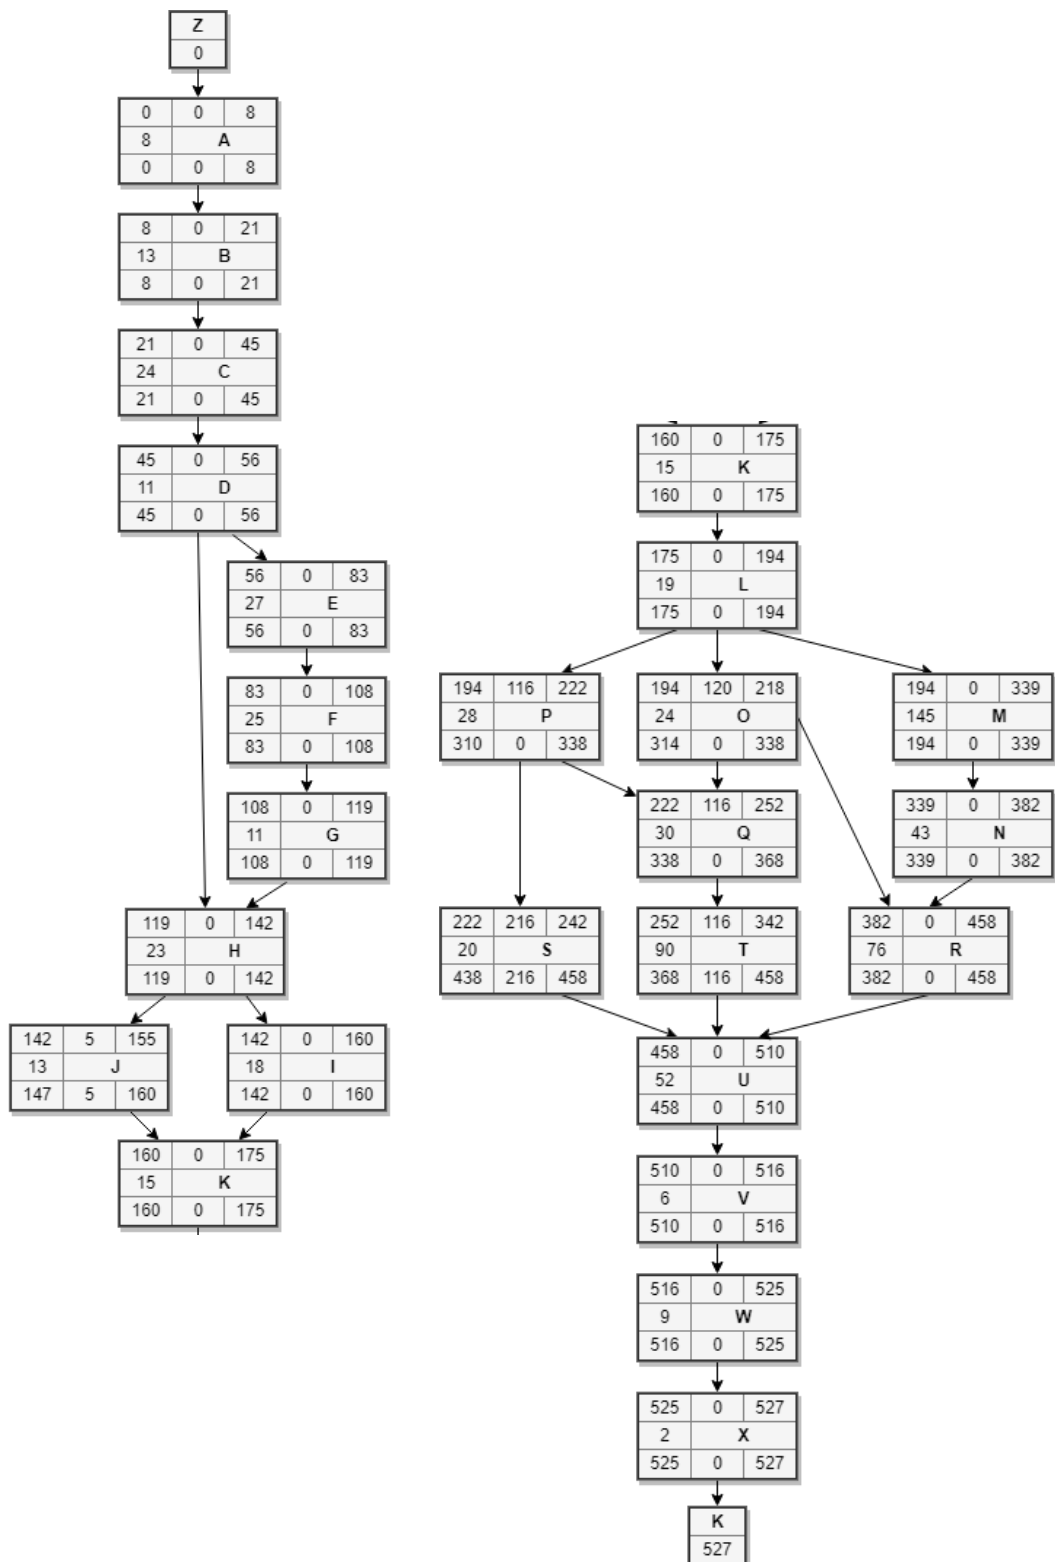 Z
0
0 0 8
8 A
0 0 8
8 0 21
13 B
8 0 21
21 0 45
24 C
21 0 45
45 0 56
11 D
45 0 56
56 0 83
27 E
56 0 83
83 0 108
25 F
83 0 108
108 0 119
11 G
108 0 119
119 0 142
23 H
119 0 142
142 5 155
13 J
147 5 160
142 0 160
18 I
142 0 160
160 0 175
15 K
160 0 175
160 0 175
15 K
160 0 175
175 0 194
19 L
175 0 194
194 116 222
28 P
310 0 338
194 120 218
24 O
314 0 338
194 0 339
145 M
194 0 339
222 116 252
30 Q
338 0 368
339 0 382
43 N
339 0 382
222 216 242
20 S
438 216 458
252 116 342
90 T
368 116 458
382 0 458
76 R
382 0 458
458 0 510
52 U
458 0 510
510 0 516
6 V
510 0 516
516 0 525
9 W
516 0 525
525 0 527
2 X
525 0 527
K
527